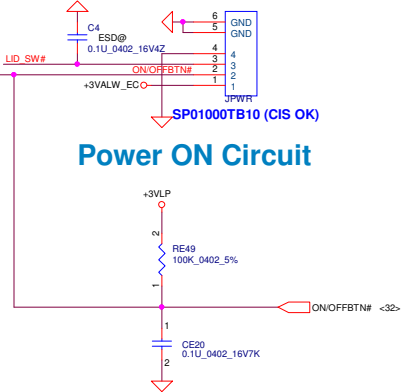 C4
ESD@
0.1U_0402_16V4Z
6 GND
5 GND
4 4
LID_SW# 3 3
ON/OFFBTN# 2 2
+3VALW_EC 1 1
JPWR
SP01000TB10 (CIS OK)
Power ON Circuit
+3VLP
2
RE49
100K_0402_5%
1
ON/OFFBTN# <32>
1
CE20
0.1U_0402_16V7K
2